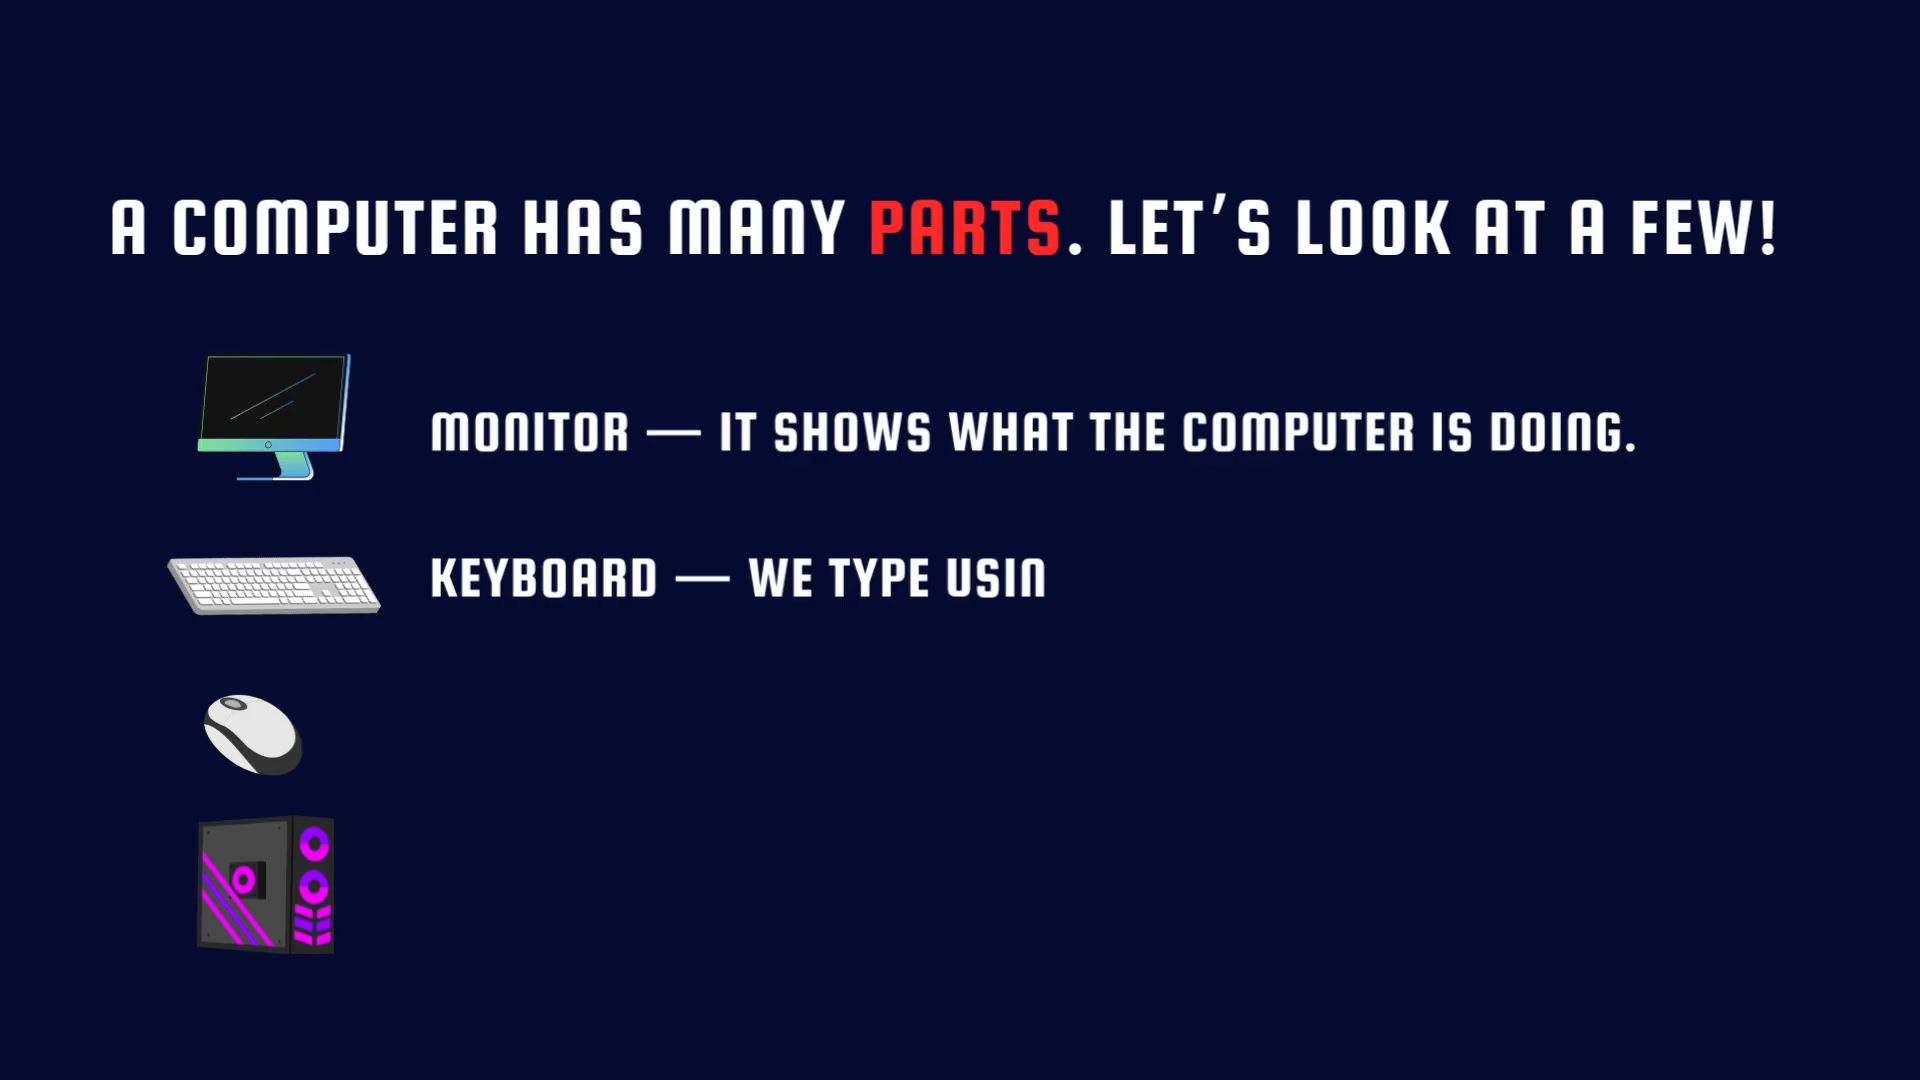 A COMPUTER HAS MANY PARTS. LET'S LOOK AT A FEW!
MONITOR — IT SHOWS WHAT THE COMPUTER IS DOING.
KEYBOARD — WE TYPE USIN